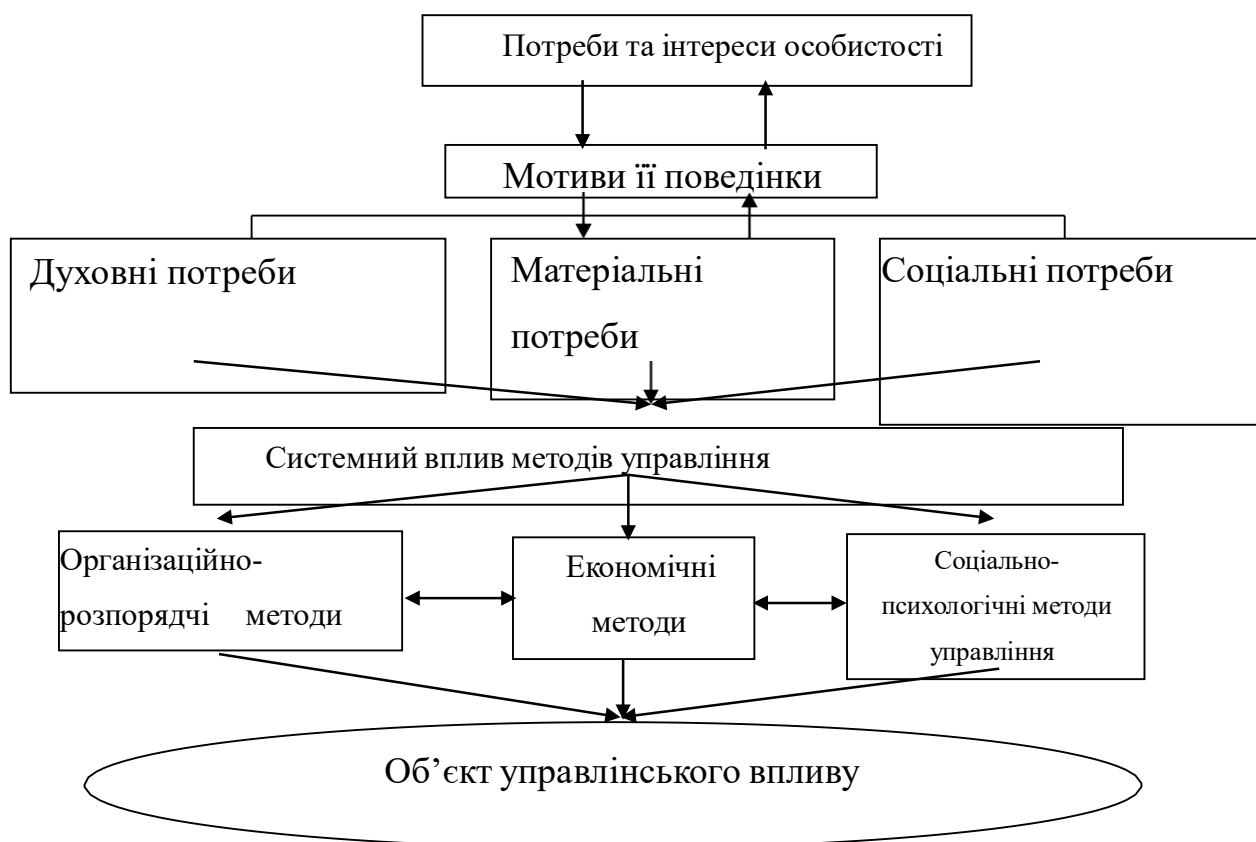 Потреби та інтереси особистості
Мотиви її поведінки
Духовні потреби
Матеріальні
потреби
Соціальні потреби
Системний вплив методів управління
Організаційно-
розпорядчі методи
Економічні
методи
Соціально-
психологічні методи
управління
Об’єкт управлінського впливу